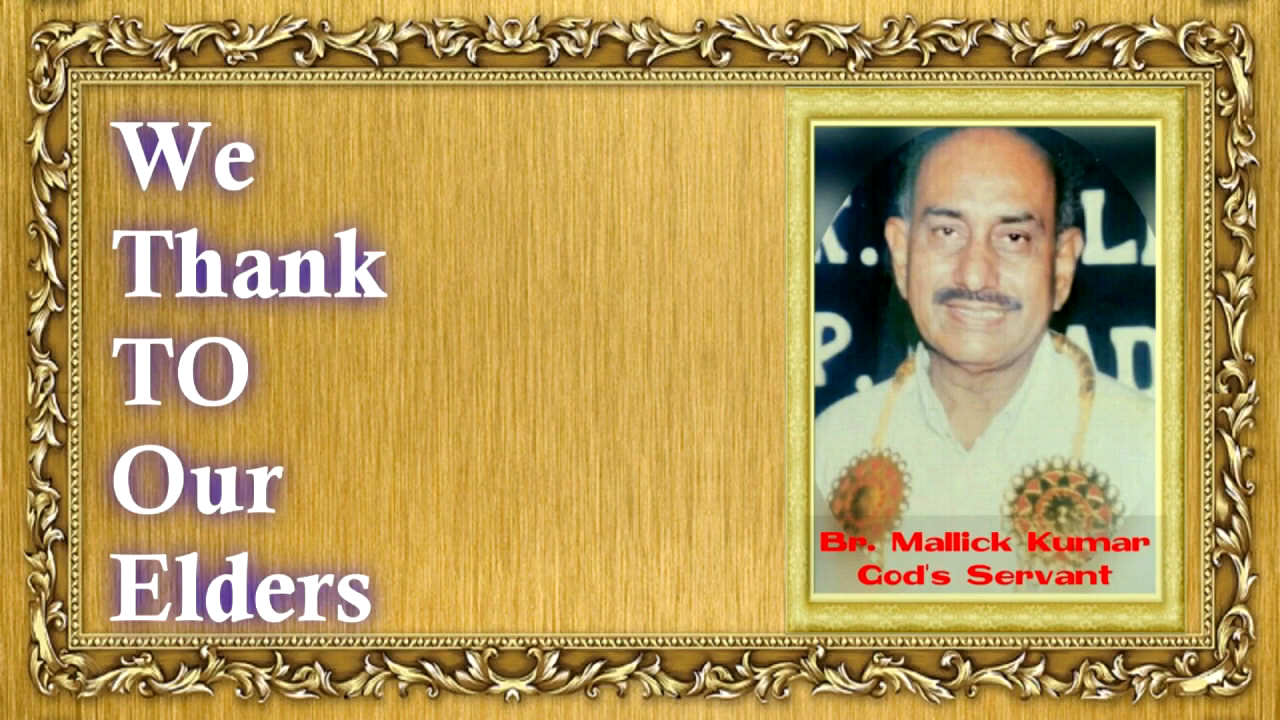 We
Thank
TO
Our
Elders
Br. Mallick Kumar
God's Servant